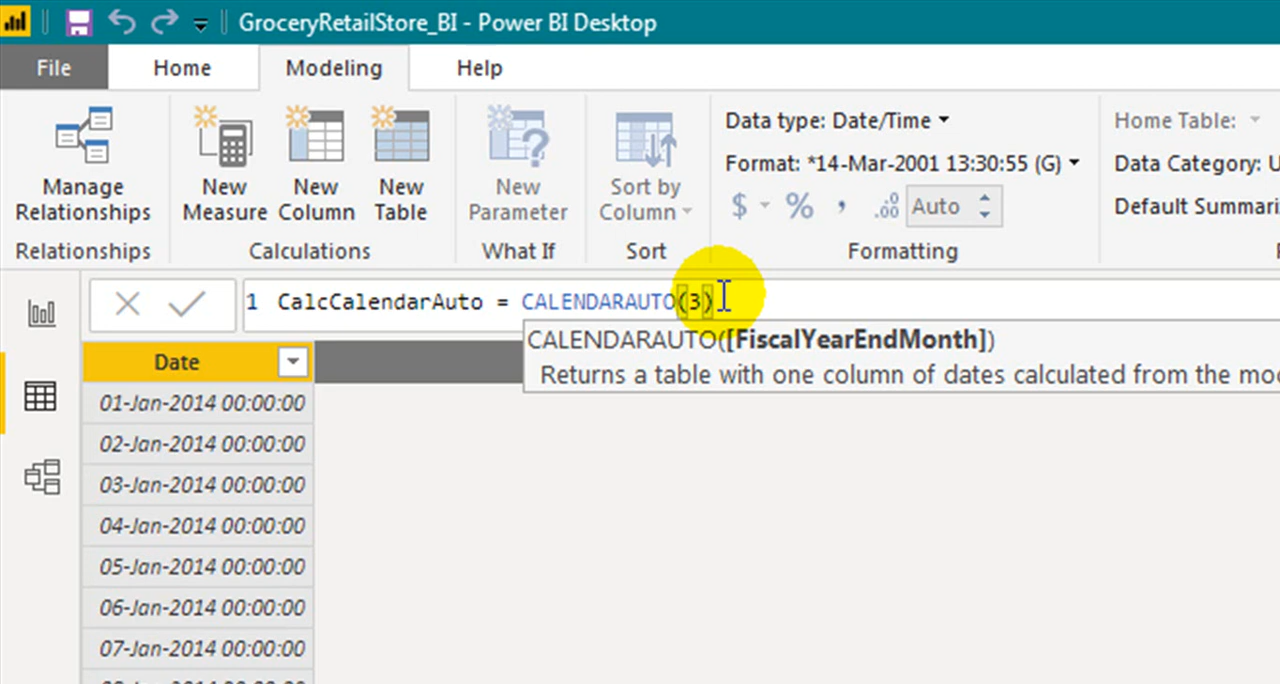 GroceryRetailStore_BI - Power BI Desktop
File Home Modeling Help
Manage Relationships
New Measure
New Column
New Table
New Parameter
Sort by Column
Data type: Date/Time
Format: *14-Mar-2001 13:30:55 (G)
$ % , .00 Auto
Home Table:
Data Category: U
Default Summari
Relationships Calculations What If Sort Formatting
1 CalcCalendarAuto = CALENDARAUTO(3)
CALENDARAUTO([FiscalYearEndMonth])
Returns a table with one column of dates calculated from the mod
Date
01-Jan-2014 00:00:00
02-Jan-2014 00:00:00
03-Jan-2014 00:00:00
04-Jan-2014 00:00:00
05-Jan-2014 00:00:00
06-Jan-2014 00:00:00
07-Jan-2014 00:00:00